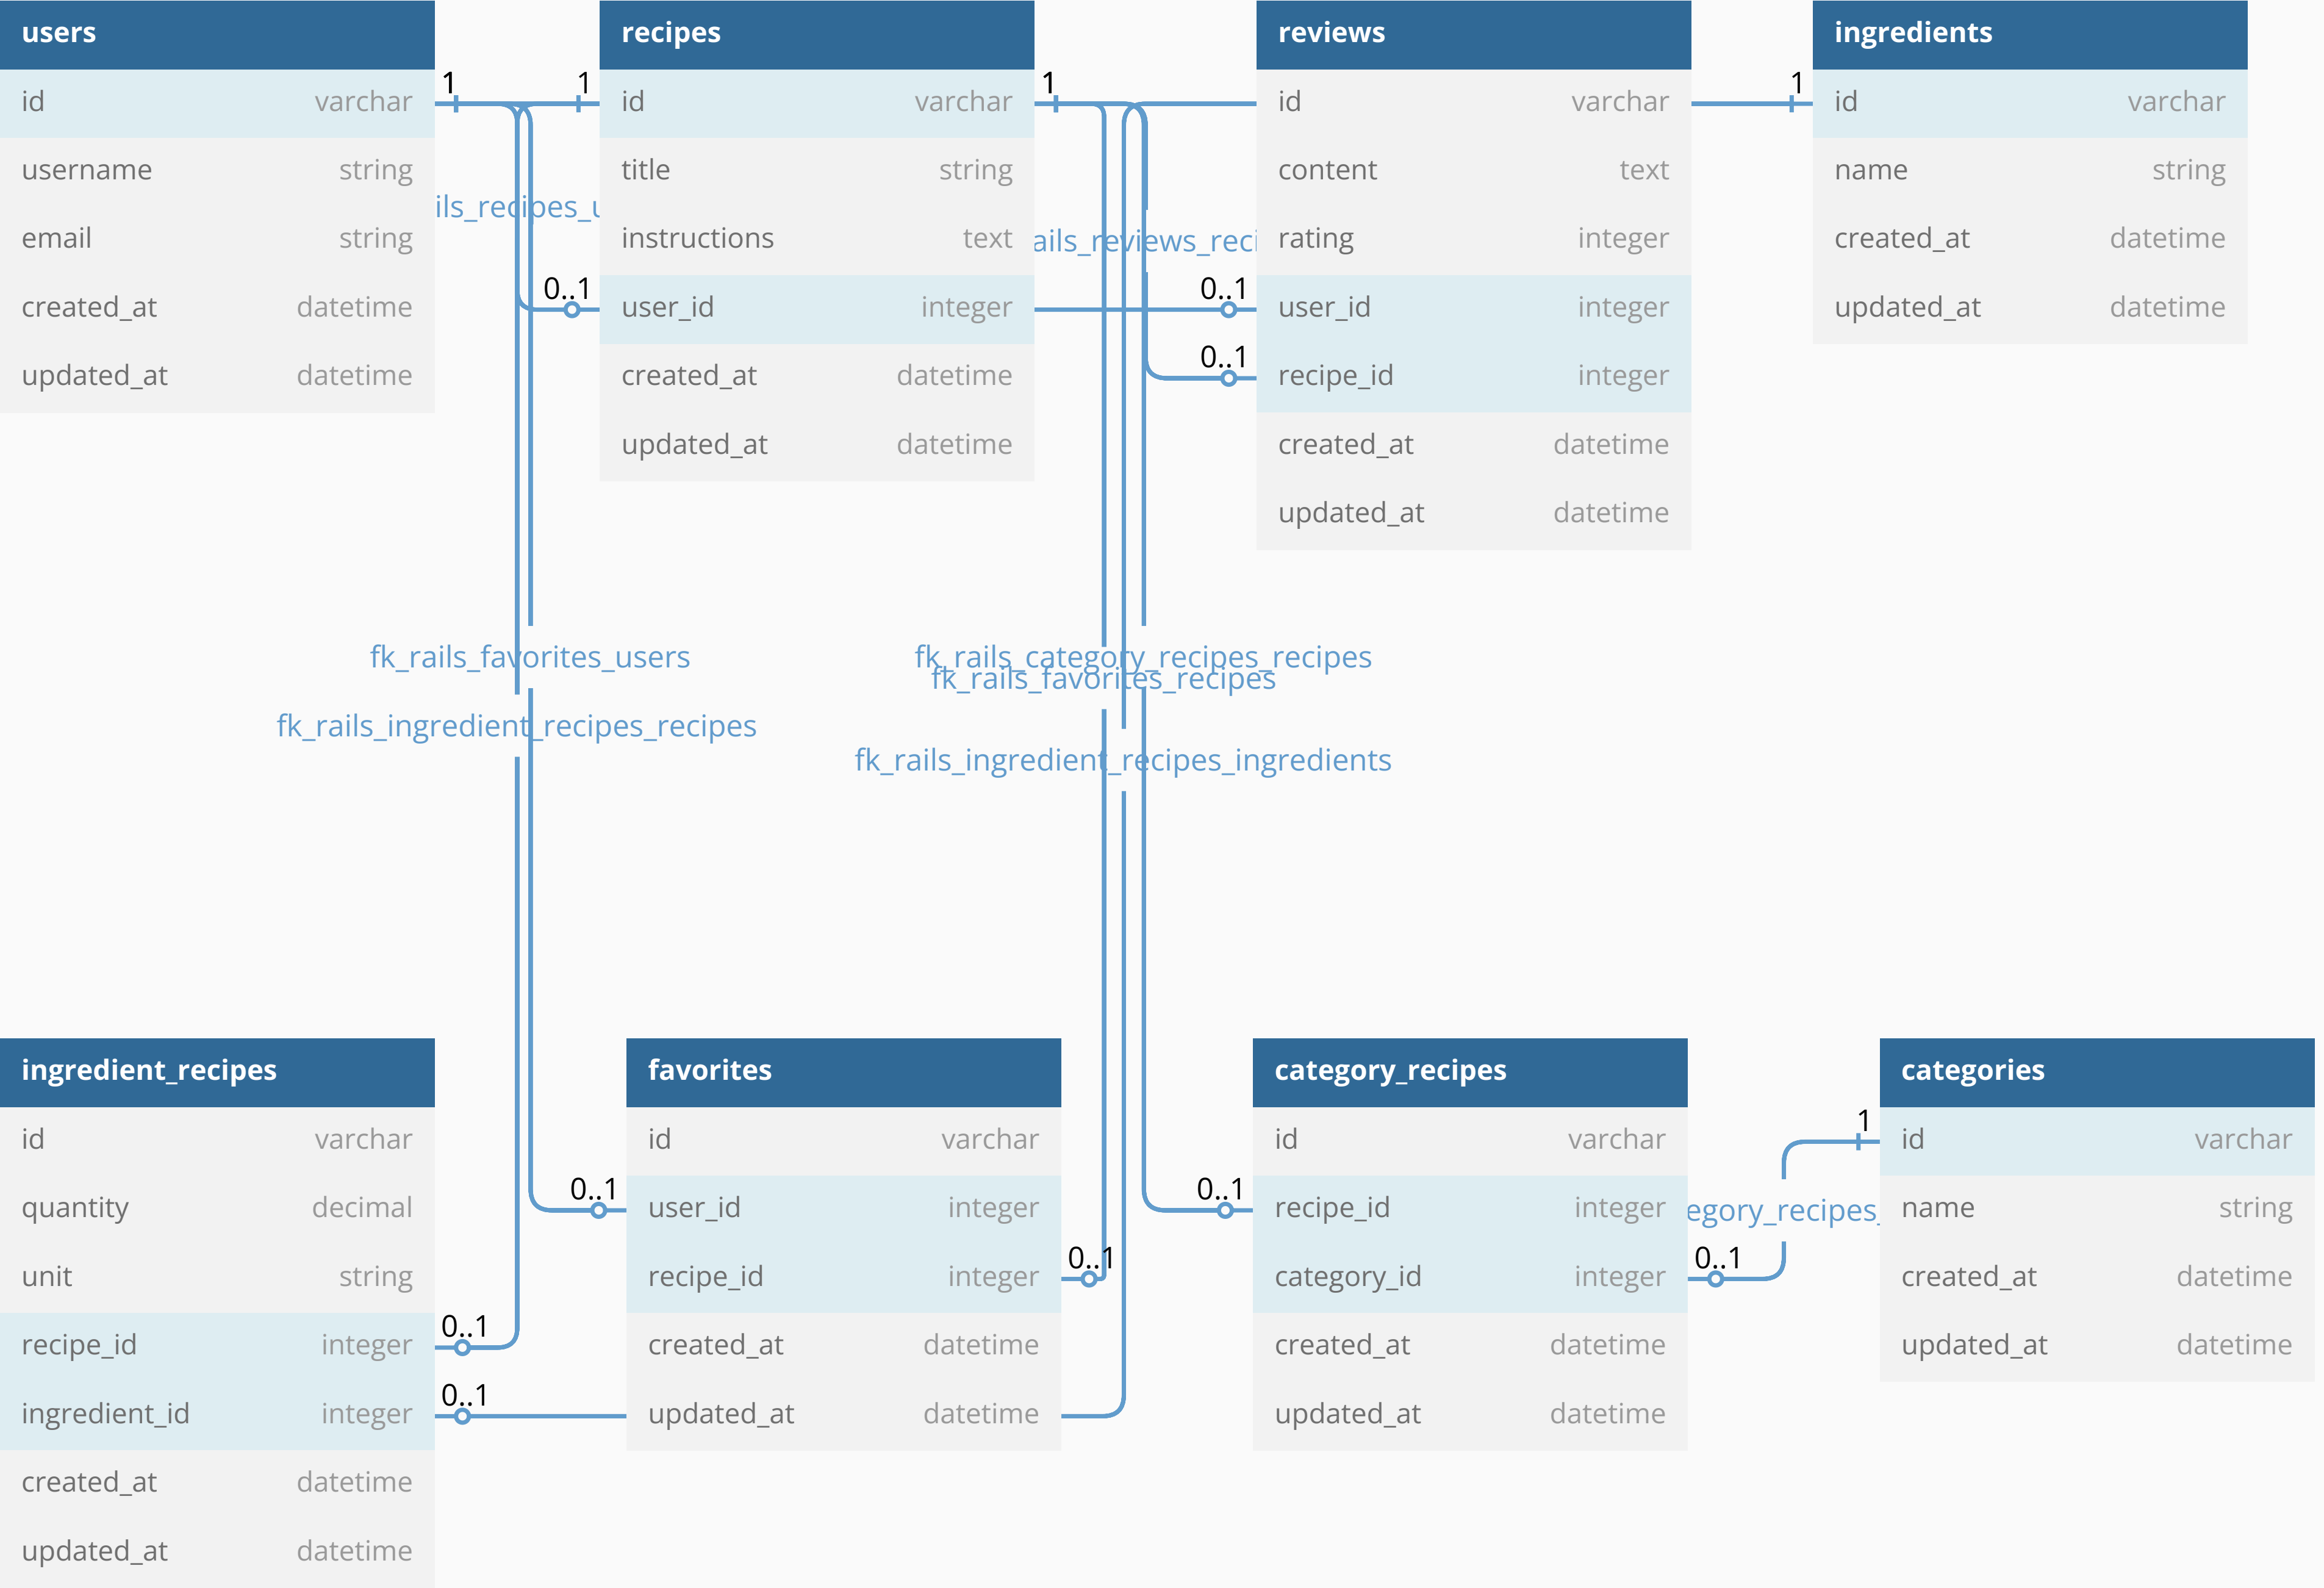 users
id varchar
username string
email string
created_at datetime
updated_at datetime
1
1
ils_recipes_u
0..1
recipes
id varchar
title string
instructions text
user_id integer
created_at datetime
updated_at datetime
1
ails_reviews_reci
0..1
0..1
reviews
id varchar
content text
rating integer
user_id integer
recipe_id integer
created_at datetime
updated_at datetime
1
ingredients
id varchar
name string
created_at datetime
updated_at datetime
fk_rails_favorites_users
fk_rails_ingredient_recipes_recipes
fk_rails_category_recipes_recipes
fk_rails_favorites_recipes
fk_rails_ingredient_recipes_ingredients
ingredient_recipes
id varchar
quantity decimal
unit string
recipe_id integer
ingredient_id integer
created_at datetime
updated_at datetime
0..1
0..1
0..1
favorites
id varchar
user_id integer
recipe_id integer
created_at datetime
updated_at datetime
0..1
0..1
category_recipes
id varchar
recipe_id integer
category_id integer
created_at datetime
updated_at datetime
1
egory_recipes_
0..1
categories
id varchar
name string
created_at datetime
updated_at datetime